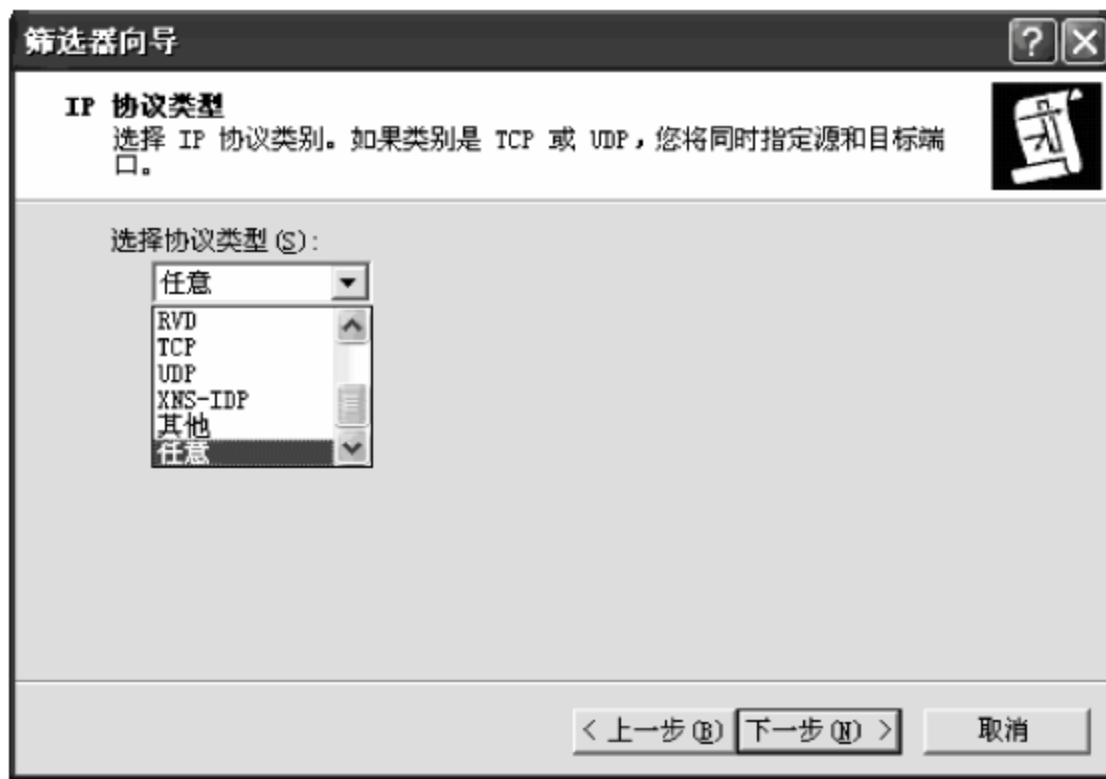 筛选器向导
IP 协议类型
选择 IP 协议类别。如果类别是 TCP 或 UDP，您将同时指定源和目标端
口。
选择协议类型(S):
任意
RVD
TCP
UDP
XNS-IDP
其他
任意
< 上一步(B)
下一步(N) >
取消